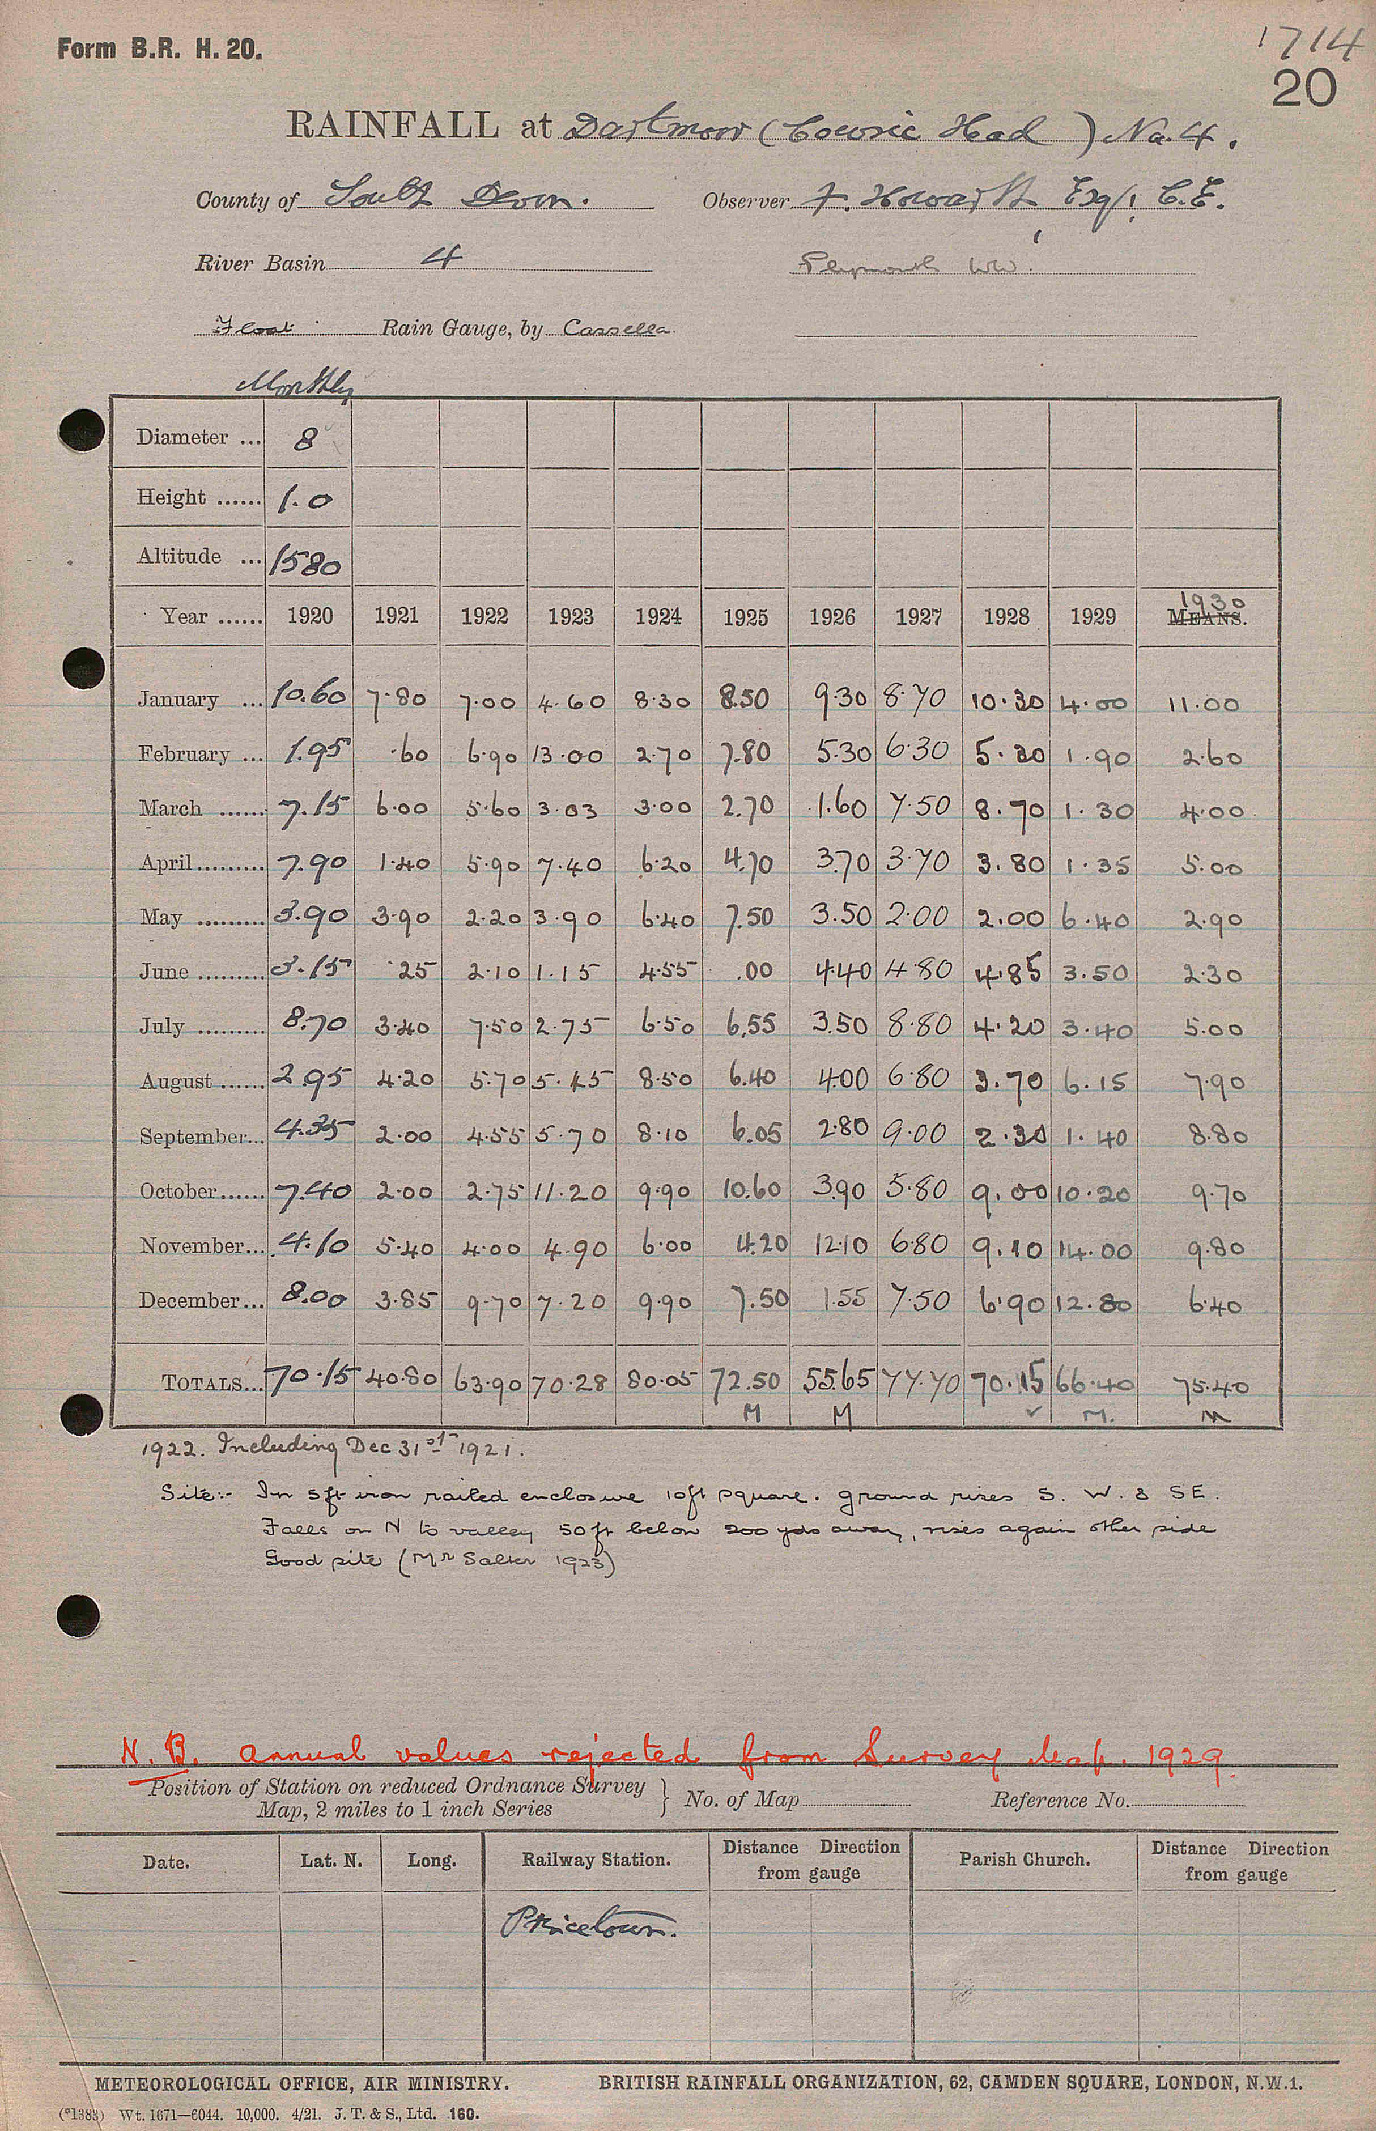 Form B.R. H. 20.
1714
20
RAINFALL at Dartmoor (Cowsic Head) No. 4.
County of South Devon. Observer F. Howarth Esq! C.E.
River Basin 4 Plymouth WW.
Float Rain Gauge, by Cassella
Monthly
Diameter ... 8
Height ...... 1.0
Altitude ... 1580
Year ...... 1920 1921 1922 1923 1924 1925 1926 1927 1928 1929 MEANS. 1930
January ... 10.60 7.80 7.00 4.60 8.30 8.50 9.30 8.70 10.30 4.00 11.00
February ... 1.95 .60 6.90 13.00 2.70 7.80 5.30 6.30 5.20 1.90 2.60
March ...... 7.15 6.00 5.60 3.03 3.00 2.70 1.60 7.50 8.70 1.30 4.00
April ......... 7.90 1.40 5.90 7.40 6.20 4.70 3.70 3.70 3.80 1.35 5.00
May ......... 3.90 3.90 2.20 3.90 6.40 7.50 3.50 2.00 2.00 6.40 2.90
June ......... 3.15 .25 2.10 1.15 4.55 .00 4.40 4.80 4.85 3.50 2.30
July ......... 8.70 3.40 7.50 2.75 6.50 6.55 3.50 8.80 4.20 3.40 5.00
August ...... 2.95 4.20 5.70 5.45 8.50 6.40 4.00 6.80 3.70 6.15 7.90
September... 4.35 2.00 4.55 5.70 8.10 6.05 2.80 9.00 2.30 1.40 8.80
October...... 7.40 2.00 2.75 11.20 9.90 10.60 3.90 5.80 9.00 10.20 9.70
November... 4.10 5.40 4.00 4.90 6.00 4.20 12.10 6.80 9.10 14.00 9.80
December... 8.00 3.85 9.70 7.20 9.90 7.50 1.55 7.50 6.90 12.80 6.40
TOTALS... 70.15 40.80 63.90 70.28 80.05 72.50 55.65 77.70 70.15 66.40 75.40
M M ✓ M. M
1922. Including Dec 31st 1921.
Site:- In 5ft iron railed enclosure 10ft square. ground rises S. W. & SE.
Falls on N to valley 50ft below 200 yds away, rises again other side
Good site (Mr Salter 1923)
N.B. Annual values rejected from Survey Map. 1929.
Position of Station on reduced Ordnance Survey
Map, 2 miles to 1 inch Series } No. of Map Reference No.
Date. Lat. N. Long. Railway Station. Distance Direction from gauge Parish Church. Distance Direction from gauge
Princetown.
METEOROLOGICAL OFFICE, AIR MINISTRY. BRITISH RAINFALL ORGANIZATION, 62, CAMDEN SQUARE, LONDON, N.W.1.
(*1383) Wt. 1671—6044. 10,000. 4/21. J. T. & S., Ltd. 160.